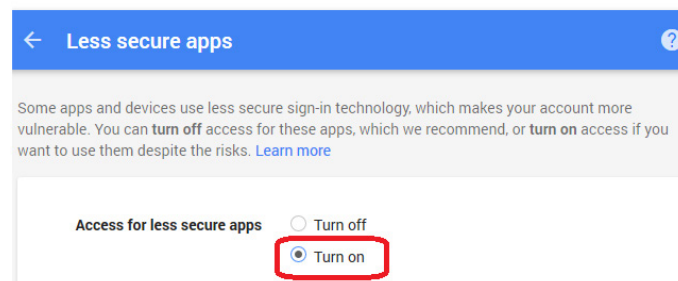 Less secure apps
?
Some apps and devices use less secure sign-in technology, which makes your account more
vulnerable. You can turn off access for these apps, which we recommend, or turn on access if you
want to use them despite the risks. Learn more
Access for less secure apps
Turn off
Turn on